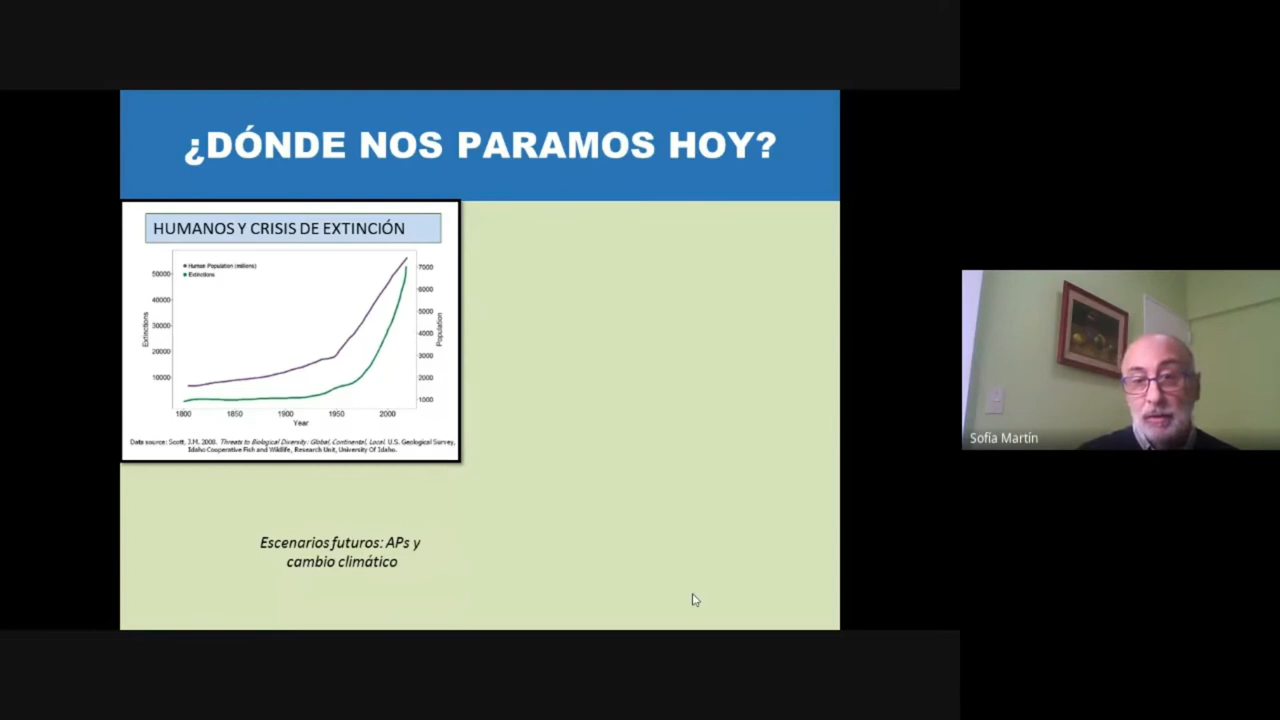 ¿DÓNDE NOS PARAMOS HOY?
HUMANOS Y CRISIS DE EXTINCIÓN
Human Population (millions)
Extinctions
50000
40000
30000
20000
10000
Extinctions
7000
6000
5000
4000
3000
2000
1000
Population
1800 1850 1900 1950 2000
Year
Data source: Scott, J.M. 2008. Threats to Biological Diversity: Global, Continental, Local. U.S. Geological Survey,
Idaho Cooperative Fish and Wildlife, Research Unit, University Of Idaho.
Escenarios futuros: APs y
cambio climático
Sofía Martín